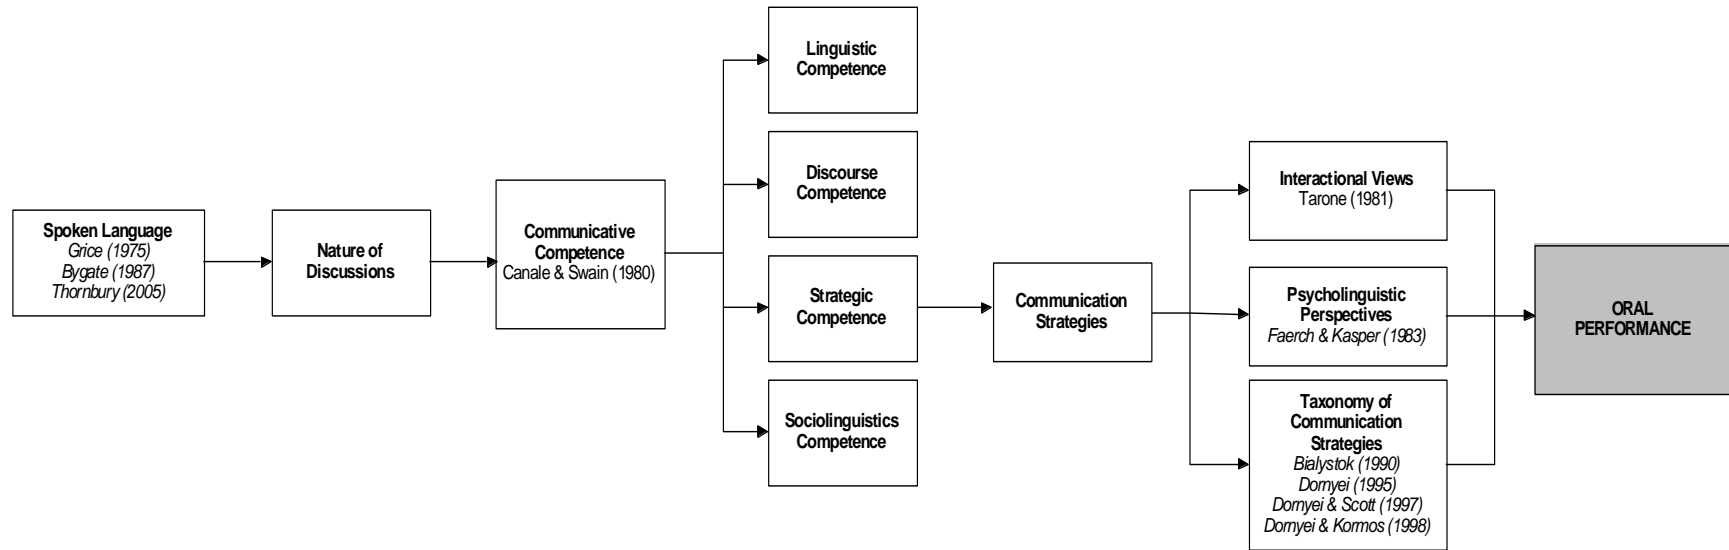 Spoken Language
Grice (1975)
Bygate (1987)
Thornbury (2005)
Nature of
Discussions
Communicative
Competence
Canale & Swain (1980)
Linguistic
Competence
Discourse
Competence
Strategic
Competence
Sociolinguistics
Competence
Communication
Strategies
Interactional Views
Tarone (1981)
Psycholinguistic
Perspectives
Faerch & Kasper (1983)
Taxonomy of
Communication
Strategies
Bialystok (1990)
Dornyei (1995)
Dornyei & Scott (1997)
Dornyei & Kormos (1998)
ORAL
PERFORMANCE